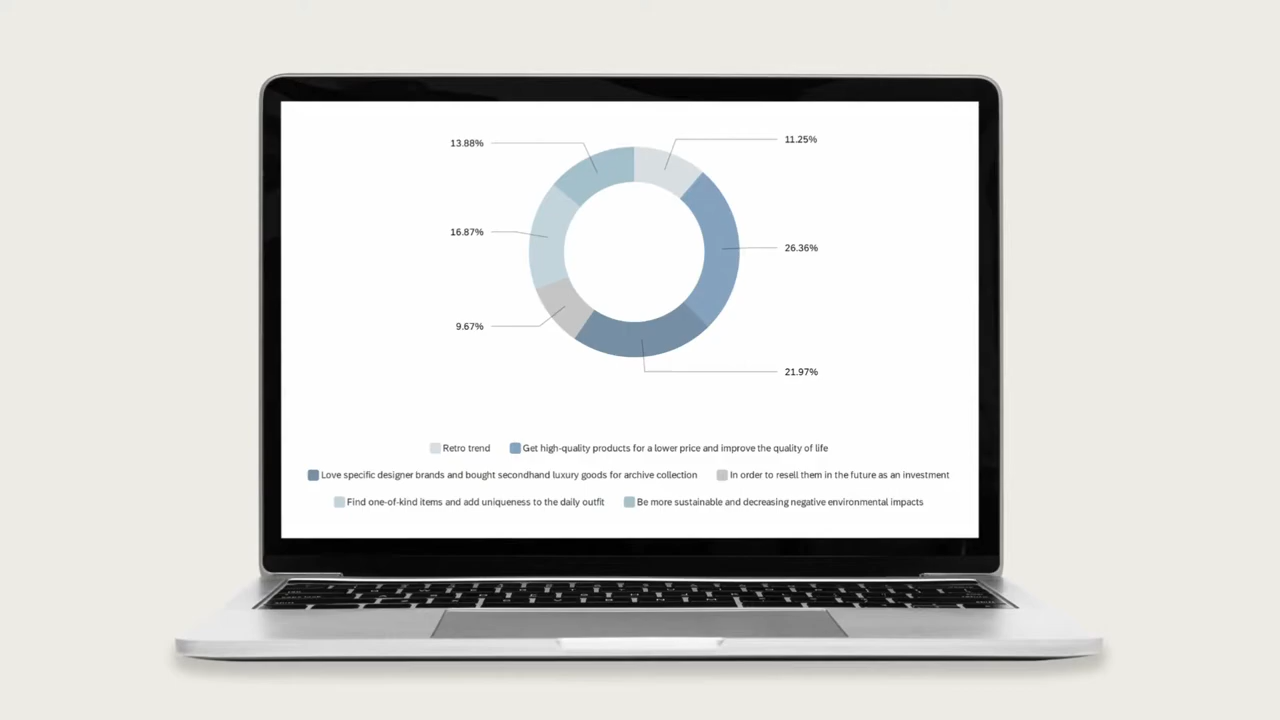 13.88%
11.25%
16.87%
26.36%
9.67%
21.97%
Retro trend
Get high-quality products for a lower price and improve the quality of life
Love specific designer brands and bought secondhand luxury goods for archive collection
In order to resell them in the future as an investment
Find one-of-kind items and add uniqueness to the daily outfit
Be more sustainable and decreasing negative environmental impacts